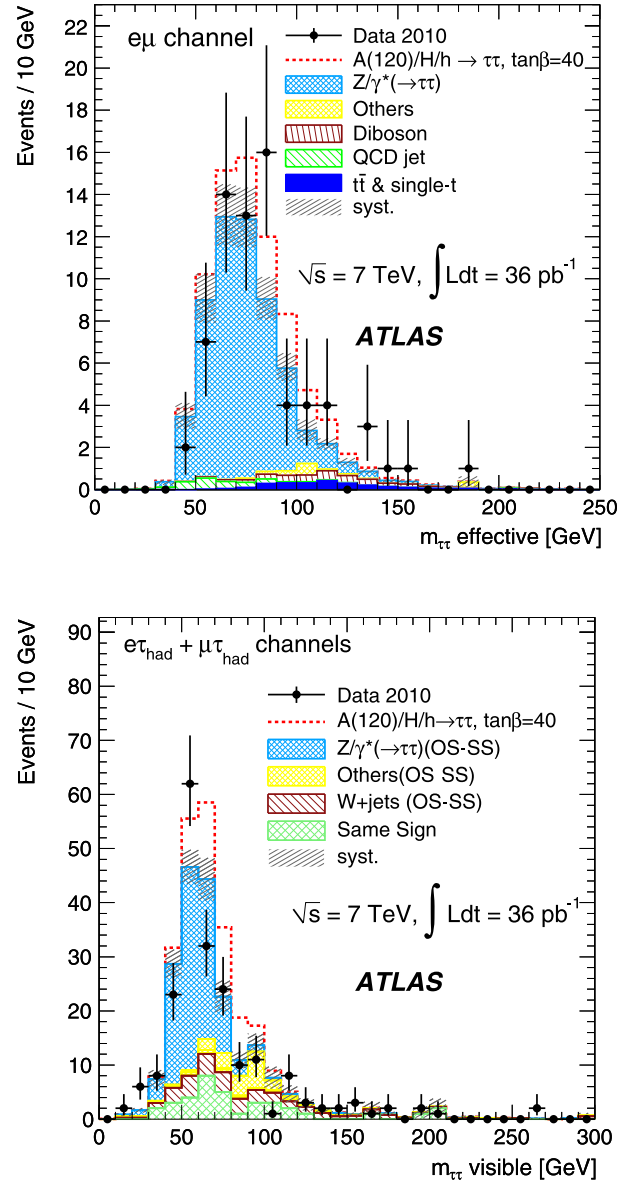 eμ channel
Events / 10 GeV
22
20
18
16
14
12
10
8
6
4
2
0
Data 2010
A(120)/H/h → ττ, tanβ=40
Z/γ*(→ττ)
Others
Diboson
QCD jet
tt̄ & single-t
syst.
√s = 7 TeV, ∫Ldt = 36 pb⁻¹
ATLAS
0 50 100 150 200 250
m_ττ effective [GeV]
eτ_had + μτ_had channels
Events / 10 GeV
90
80
70
60
50
40
30
20
10
0
Data 2010
A(120)/H/h→ττ, tanβ=40
Z/γ*(→ττ)(OS-SS)
Others(OS SS)
W+jets (OS-SS)
Same Sign
syst.
√s = 7 TeV, ∫ Ldt = 36 pb⁻¹
ATLAS
0 50 100 150 200 250 300
m_ττ visible [GeV]